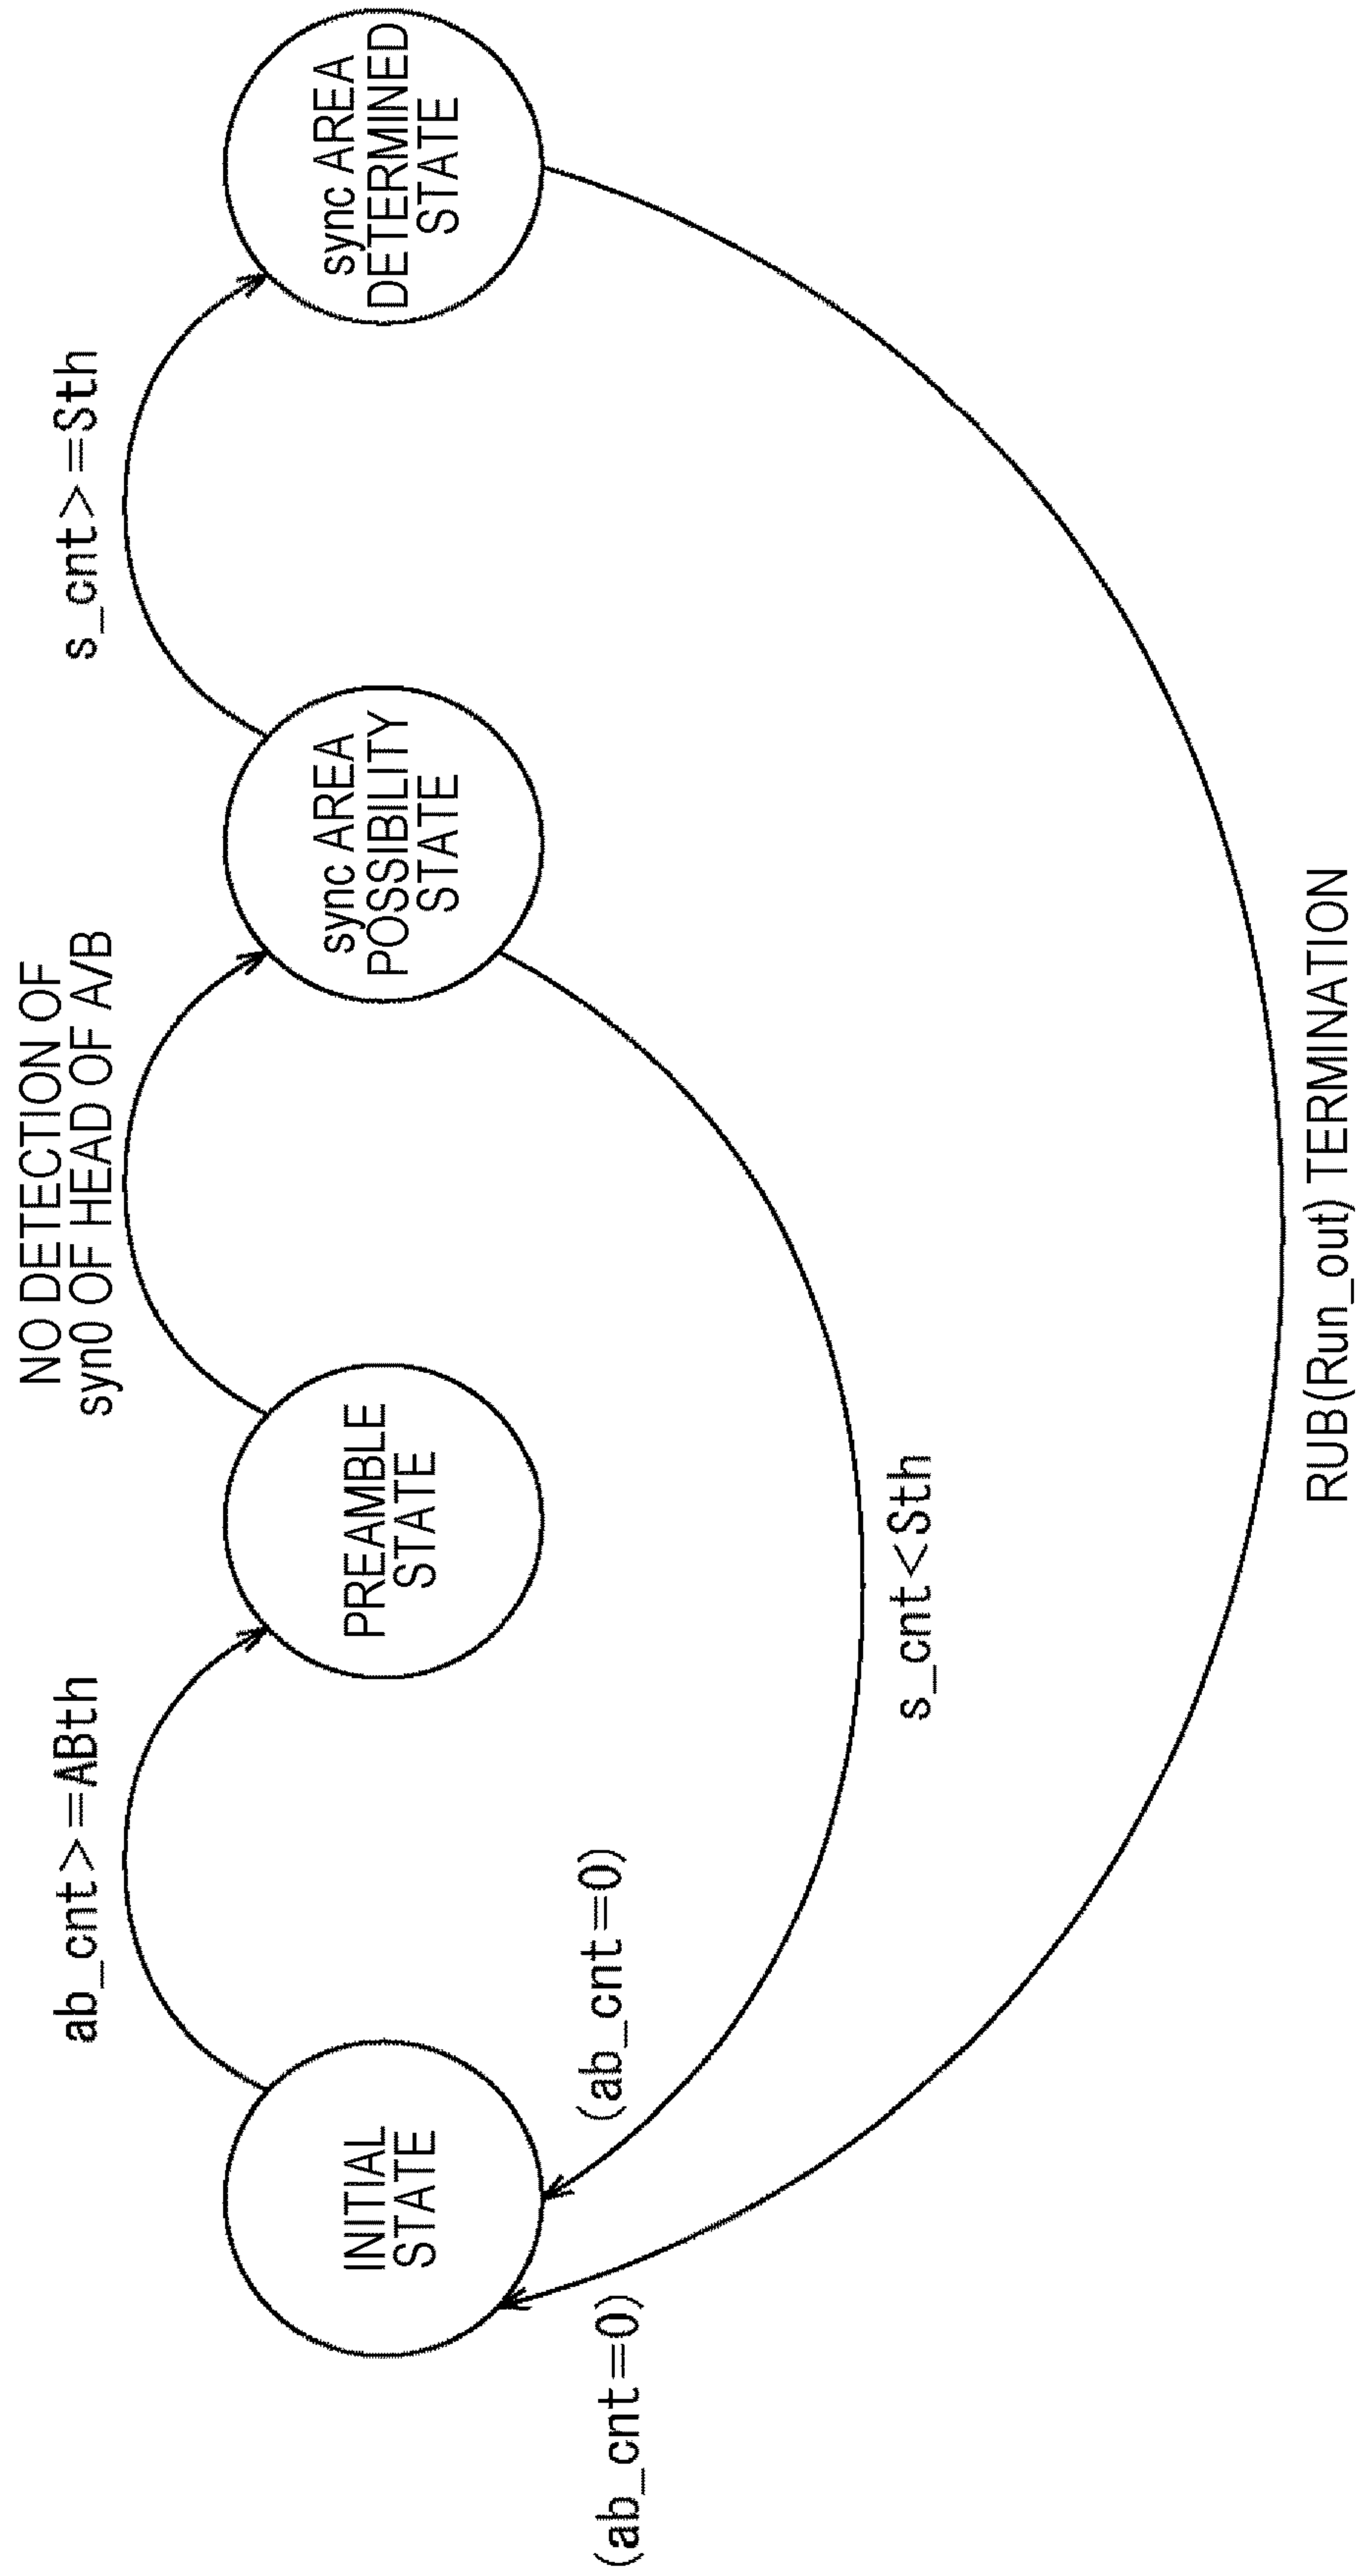 NO DETECTION OF
syn0 OF HEAD OF A/B
ab_cnt>=ABth
s_cnt>=Sth
INITIAL
STATE
PREAMBLE
STATE
sync AREA
POSSIBILITY
STATE
sync AREA
DETERMINED
STATE
(ab_cnt=0)
(ab_cnt=0)
s_cnt<Sth
RUB(Run_out) TERMINATION